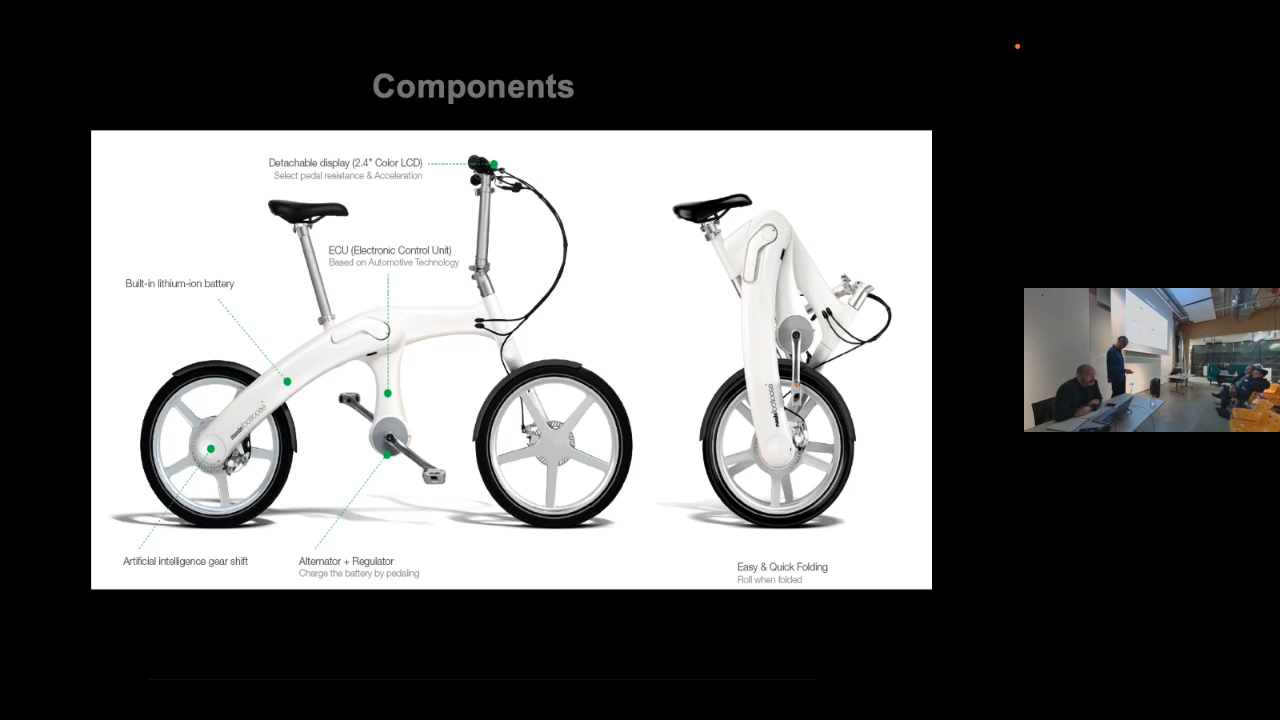 Components
Detachable display (2.4" Color LCD)
Select pedal resistance & Acceleration
ECU (Electronic Control Unit)
Based on Automotive Technology
Built-in lithium-ion battery
Artificial intelligence gear shift
Alternator + Regulator
Charge the battery by pedaling
Easy & Quick Folding
Roll when folded